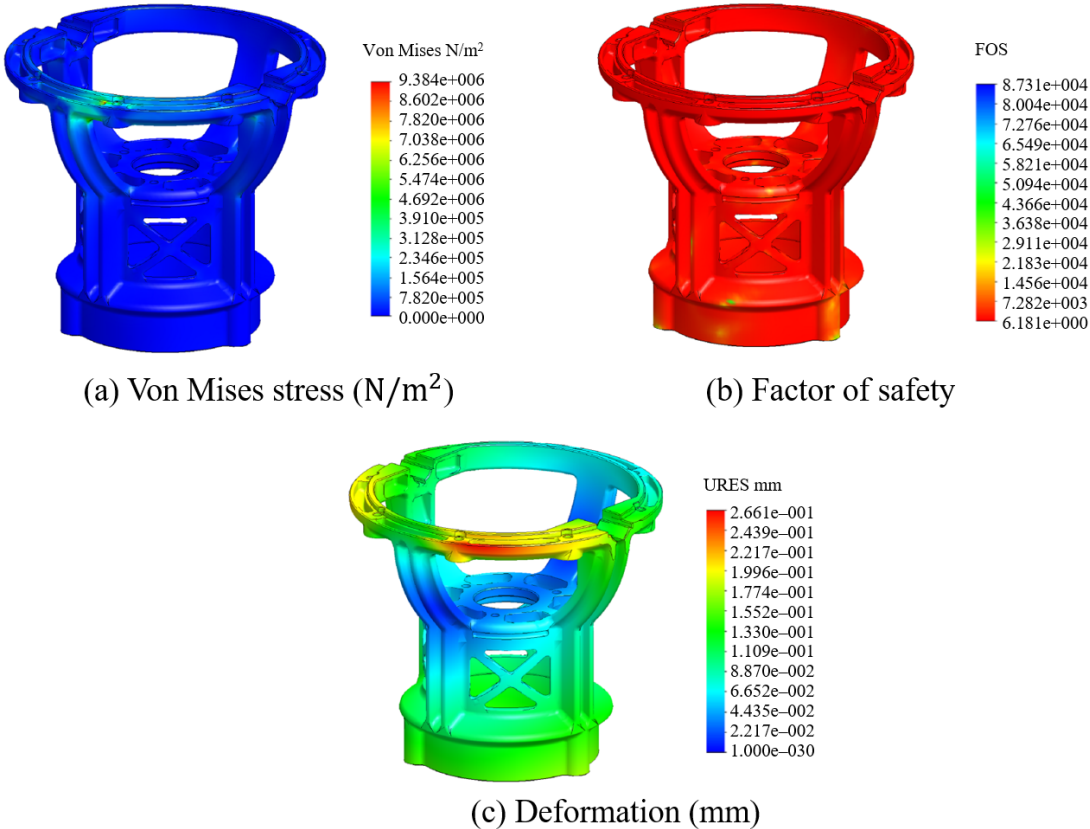 Von Mises N/m²
9.384e+006
8.602e+006
7.820e+006
7.038e+006
6.256e+006
5.474e+006
4.692e+006
3.910e+005
3.128e+005
2.346e+005
1.564e+005
7.820e+005
0.000e+000
(a) Von Mises stress (N/m²)
FOS
8.731e+004
8.004e+004
7.276e+004
6.549e+004
5.821e+004
5.094e+004
4.366e+004
3.638e+004
2.911e+004
2.183e+004
1.456e+004
7.282e+003
6.181e+000
(b) Factor of safety
URES mm
2.661e–001
2.439e–001
2.217e–001
1.996e–001
1.774e–001
1.552e–001
1.330e–001
1.109e–001
8.870e–002
6.652e–002
4.435e–002
2.217e–002
1.000e–030
(c) Deformation (mm)